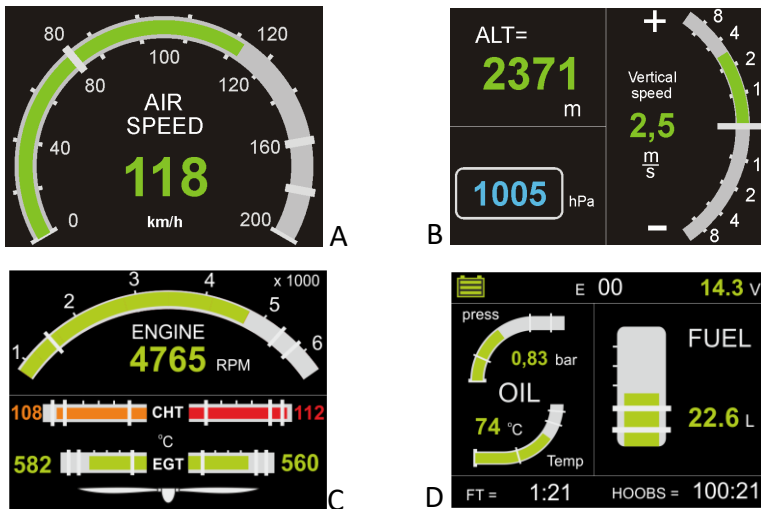 80
100
120
80
120
AIR
SPEED
40
160
118
0
km/h
200
A
ALT=
2371
m
1005 hPa
+
8
4
2
1
Vertical
speed
2,5
m
s
1
2
4
8
−
B
x 1000
1
2
3
4
5
6
ENGINE
4765 RPM
108 CHT 112
°C
582 EGT 560
C
E 00 14.3 V
press
0,83 bar
OIL
74 °C
Temp
FUEL
22.6 L
FT = 1:21 HOOBS = 100:21
D